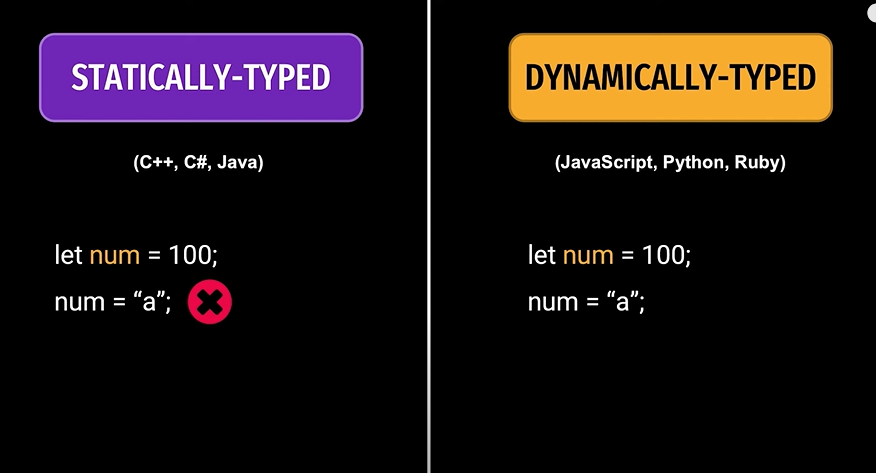 STATICALLY-TYPED
(C++, C#, Java)
let num = 100;
num = “a”;
DYNAMICALLY-TYPED
(JavaScript, Python, Ruby)
let num = 100;
num = “a”;